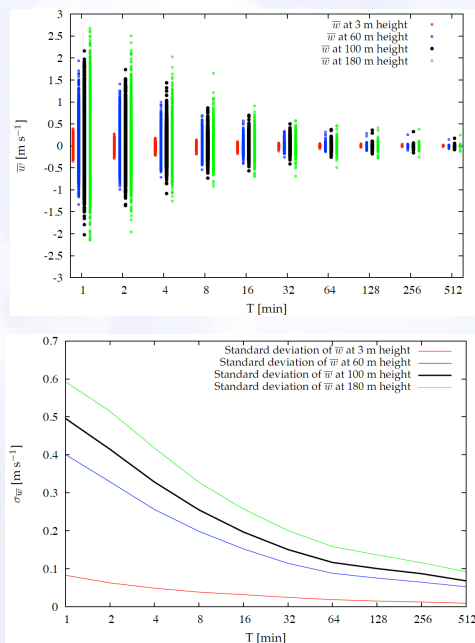 w̅ at 3 m height
w̅ at 60 m height
w̅ at 100 m height
w̅ at 180 m height
3
2.5
2
1.5
1
0.5
0
-0.5
-1
-1.5
-2
-2.5
-3
w̅ [m s⁻¹]
1 2 4 8 16 32 64 128 256 512
T [min]
Standard deviation of w̅ at 3 m height
Standard deviation of w̅ at 60 m height
Standard deviation of w̅ at 100 m height
Standard deviation of w̅ at 180 m height
0.7
0.6
0.5
0.4
0.3
0.2
0.1
0
σw̅ [m s⁻¹]
1 2 4 8 16 32 64 128 256 512
T [min]